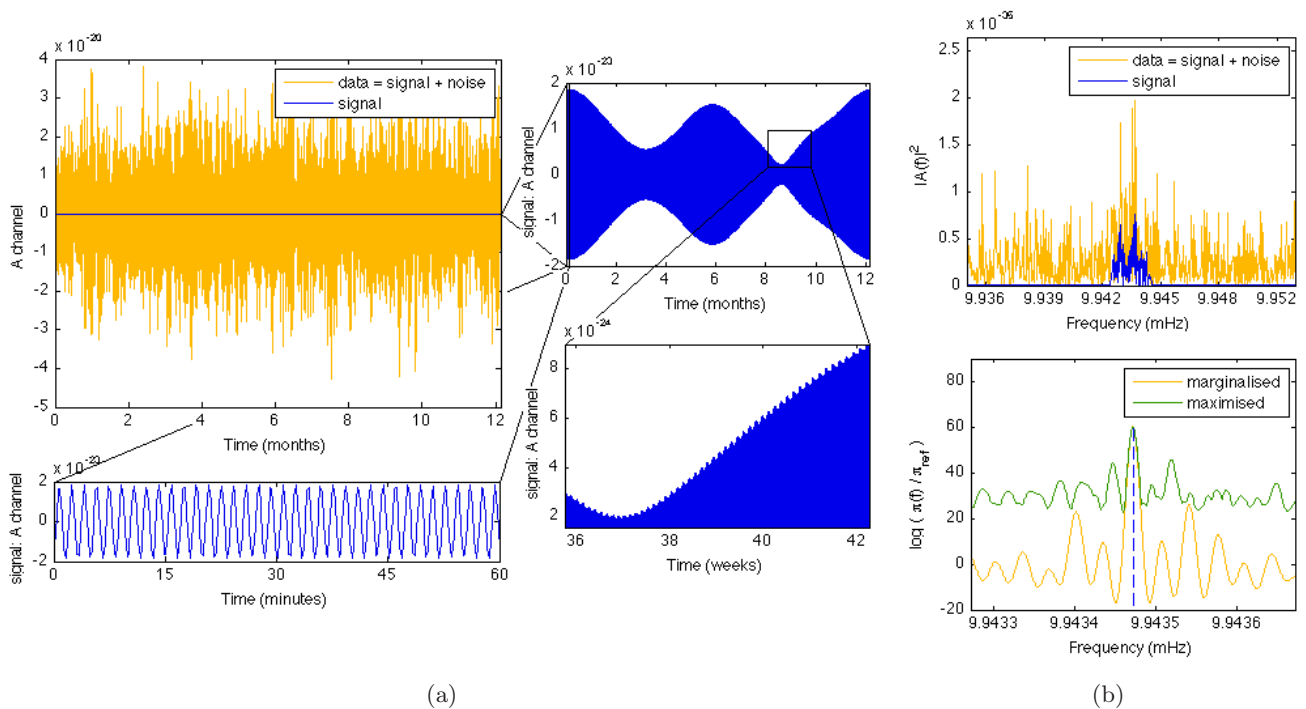 x 10^-20
4
3
2
1
0
-1
-2
-3
-4
-5
A channel
data = signal + noise
signal
0 2 4 6 8 10 12
Time (months)
x 10^-23
2
1
0
-1
-2
signal: A channel
0 2 4 6 8 10 12
Time (months)
x 10^-23
2
0
-2
signal: A channel
0 15 30 45 60
Time (minutes)
x 10^-24
8
6
4
2
signal: A channel
36 38 40 42
Time (weeks)
(a)
x 10^-35
2.5
2
1.5
1
0.5
0
|A(f)|^2
data = signal + noise
signal
9.936 9.939 9.942 9.945 9.948 9.952
Frequency (mHz)
80
60
40
20
0
-20
log ( π(f) / π_ref )
marginalised
maximised
9.9433 9.9434 9.9435 9.9436
Frequency (mHz)
(b)